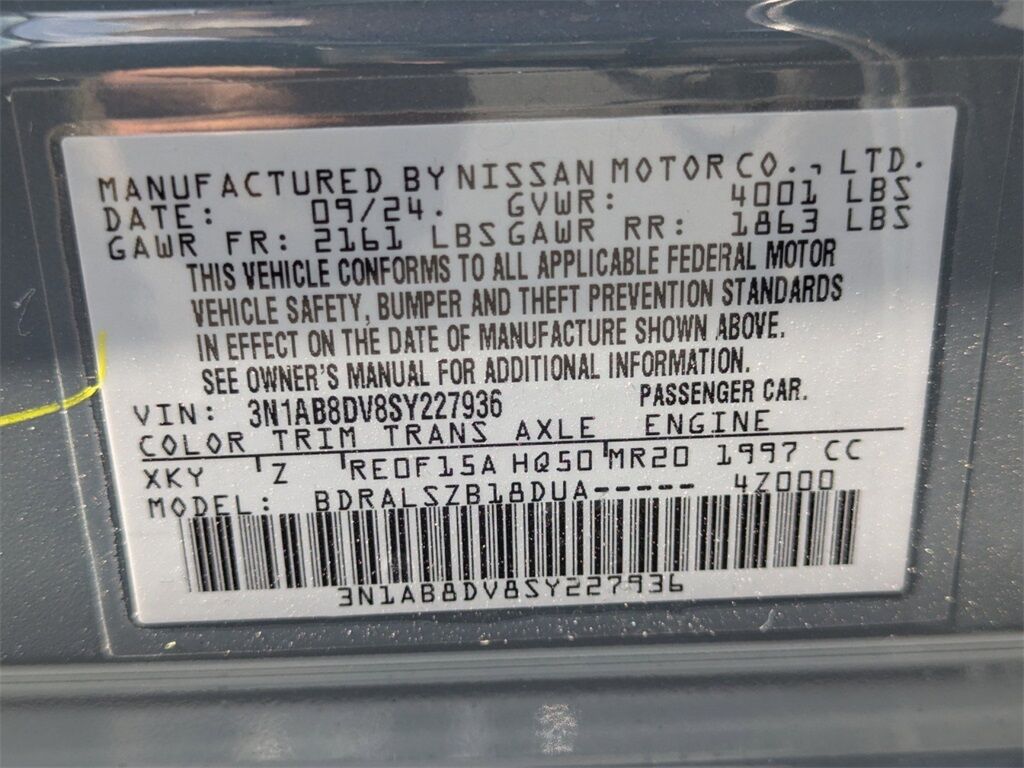 MANUFACTURED BY NISSAN MOTOR CO., LTD.
DATE: 09/24. GVWR: 4001 LBS
GAWR FR: 2161 LBS GAWR RR: 1863 LBS
THIS VEHICLE CONFORMS TO ALL APPLICABLE FEDERAL MOTOR
VEHICLE SAFETY, BUMPER AND THEFT PREVENTION STANDARDS
IN EFFECT ON THE DATE OF MANUFACTURE SHOWN ABOVE.
SEE OWNER'S MANUAL FOR ADDITIONAL INFORMATION.
VIN: 3N1AB8DV8SY227936 PASSENGER CAR.
COLOR TRIM TRANS AXLE ENGINE
XKY Z RE0F15A HQ50 MR20 1997 CC
MODEL: BDRALSZB18DUA----- 4Z000
3N1AB8DV8SY227936